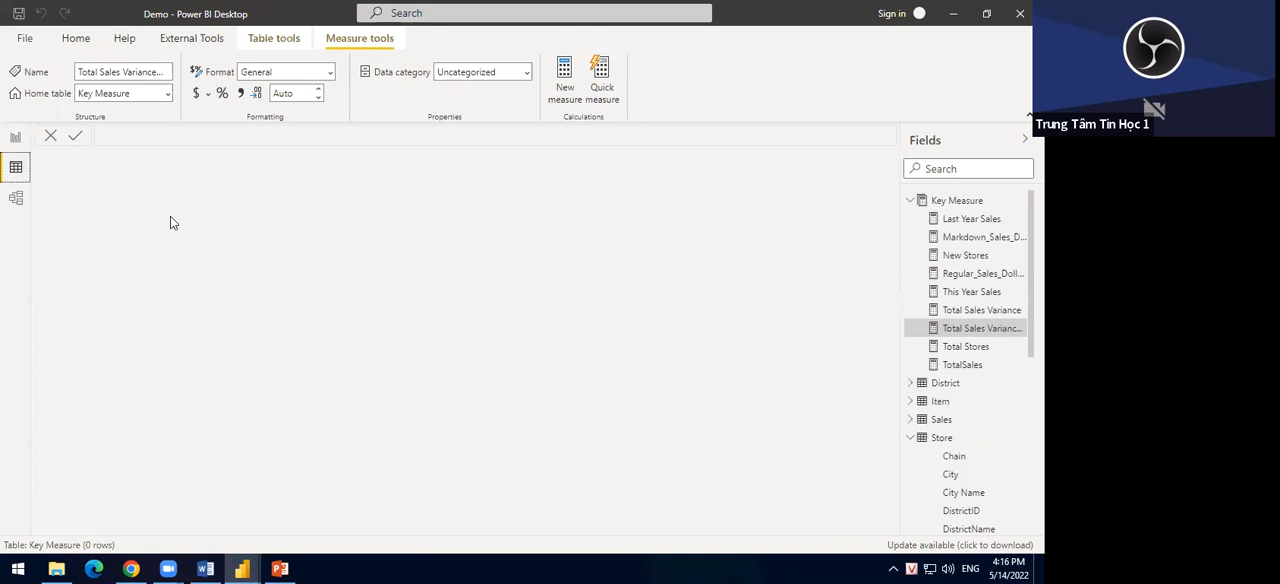 Demo - Power BI Desktop
Search
Sign in
File
Home
Help
External Tools
Table tools
Measure tools
Name
Total Sales Variance...
Format
General
Data category
Uncategorized
New measure
Quick measure
Home table
Key Measure
$
%
,
.00
Auto
Structure
Formatting
Properties
Calculations
Trung Tâm Tin Học 1
Fields
Search
Key Measure
Last Year Sales
Markdown_Sales_D...
New Stores
Regular_Sales_Doll...
This Year Sales
Total Sales Variance
Total Sales Varianc...
Total Stores
TotalSales
District
Item
Sales
Store
Chain
City
City Name
DistrictID
DistrictName
Table: Key Measure (0 rows)
Update available (click to download)
ENG
4:16 PM
5/14/2022